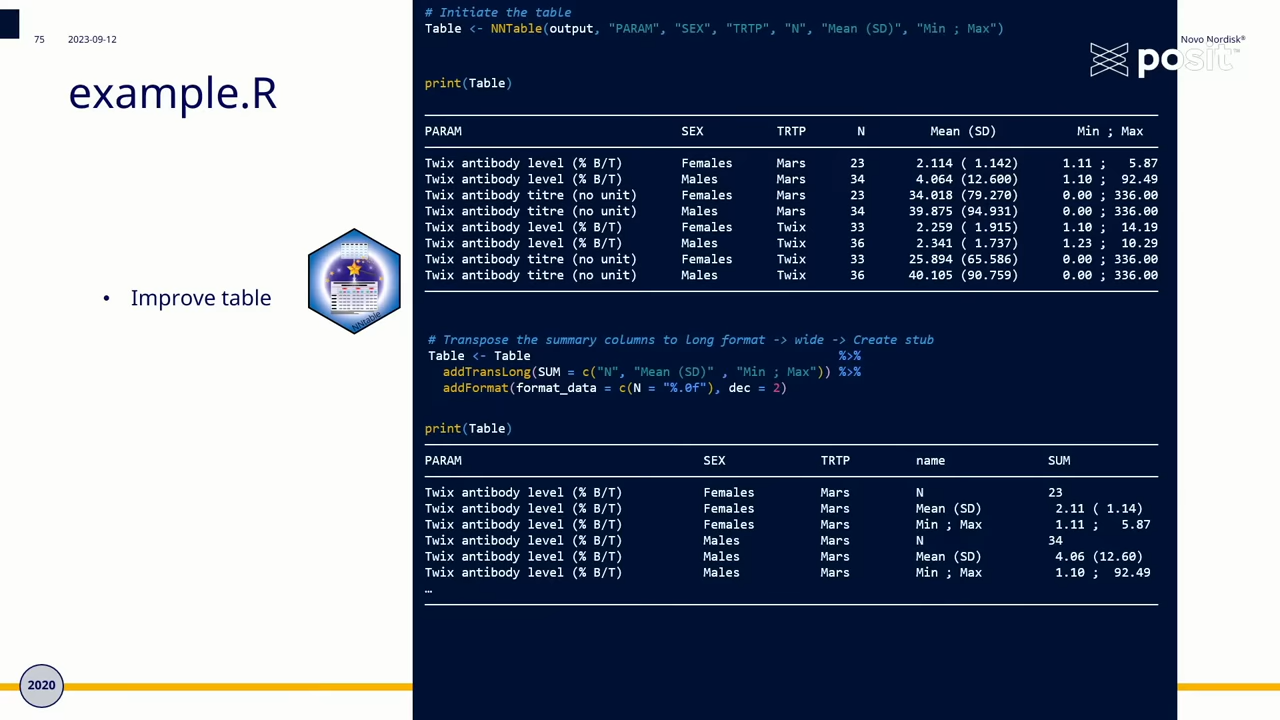 75 2023-09-12
Novo Nordisk®
posit™
example.R
• Improve table
NNtable
2020
# Initiate the table
Table <- NNTable(output, "PARAM", "SEX", "TRTP", "N", "Mean (SD)", "Min ; Max")
print(Table)
PARAM SEX TRTP N Mean (SD) Min ; Max
Twix antibody level (% B/T) Females Mars 23 2.114 ( 1.142) 1.11 ; 5.87
Twix antibody level (% B/T) Males Mars 34 4.064 (12.600) 1.10 ; 92.49
Twix antibody titre (no unit) Females Mars 23 34.018 (79.270) 0.00 ; 336.00
Twix antibody titre (no unit) Males Mars 34 39.875 (94.931) 0.00 ; 336.00
Twix antibody level (% B/T) Females Twix 33 2.259 ( 1.915) 1.10 ; 14.19
Twix antibody level (% B/T) Males Twix 36 2.341 ( 1.737) 1.23 ; 10.29
Twix antibody titre (no unit) Females Twix 33 25.894 (65.586) 0.00 ; 336.00
Twix antibody titre (no unit) Males Twix 36 40.105 (90.759) 0.00 ; 336.00
# Transpose the summary columns to long format -> wide -> Create stub
Table <- Table %>%
addTransLong(SUM = c("N", "Mean (SD)" , "Min ; Max")) %>%
addFormat(format_data = c(N = "%.0f"), dec = 2)
print(Table)
PARAM SEX TRTP name SUM
Twix antibody level (% B/T) Females Mars N 23
Twix antibody level (% B/T) Females Mars Mean (SD) 2.11 ( 1.14)
Twix antibody level (% B/T) Females Mars Min ; Max 1.11 ; 5.87
Twix antibody level (% B/T) Males Mars N 34
Twix antibody level (% B/T) Males Mars Mean (SD) 4.06 (12.60)
Twix antibody level (% B/T) Males Mars Min ; Max 1.10 ; 92.49
…